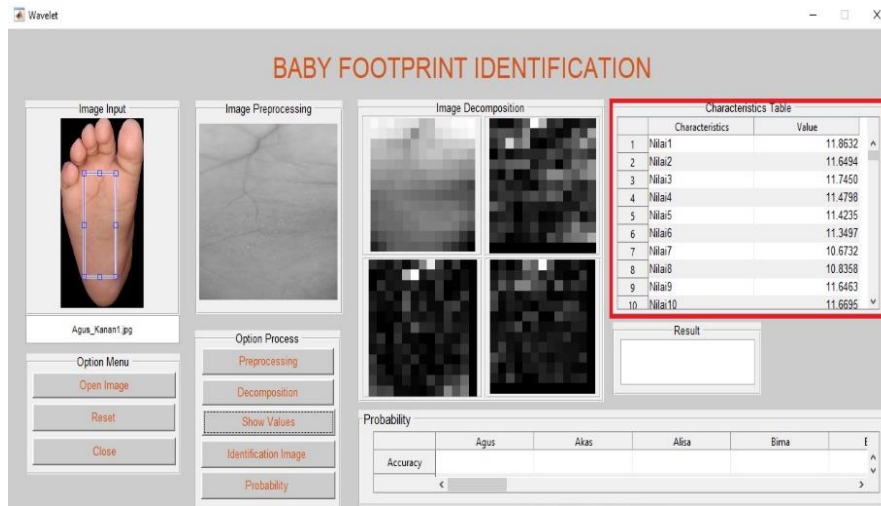 Wavelet
BABY FOOTPRINT IDENTIFICATION
Image Input
Agus_Kanan1.jpg
Option Menu
Open Image
Reset
Close
Image Preprocessing
Option Process
Preprocessing
Decomposition
Show Values
Identification Image
Probability
Image Decomposition
Characteristics Table
Characteristics Value
1 Nilai1 11.8632
2 Nilai2 11.6494
3 Nilai3 11.7450
4 Nilai4 11.4798
5 Nilai5 11.4235
6 Nilai6 11.3497
7 Nilai7 10.6732
8 Nilai8 10.8358
9 Nilai9 11.6463
10 Nilai10 11.6695
Result
Probability
Agus Akas Alisa Bima
Accuracy